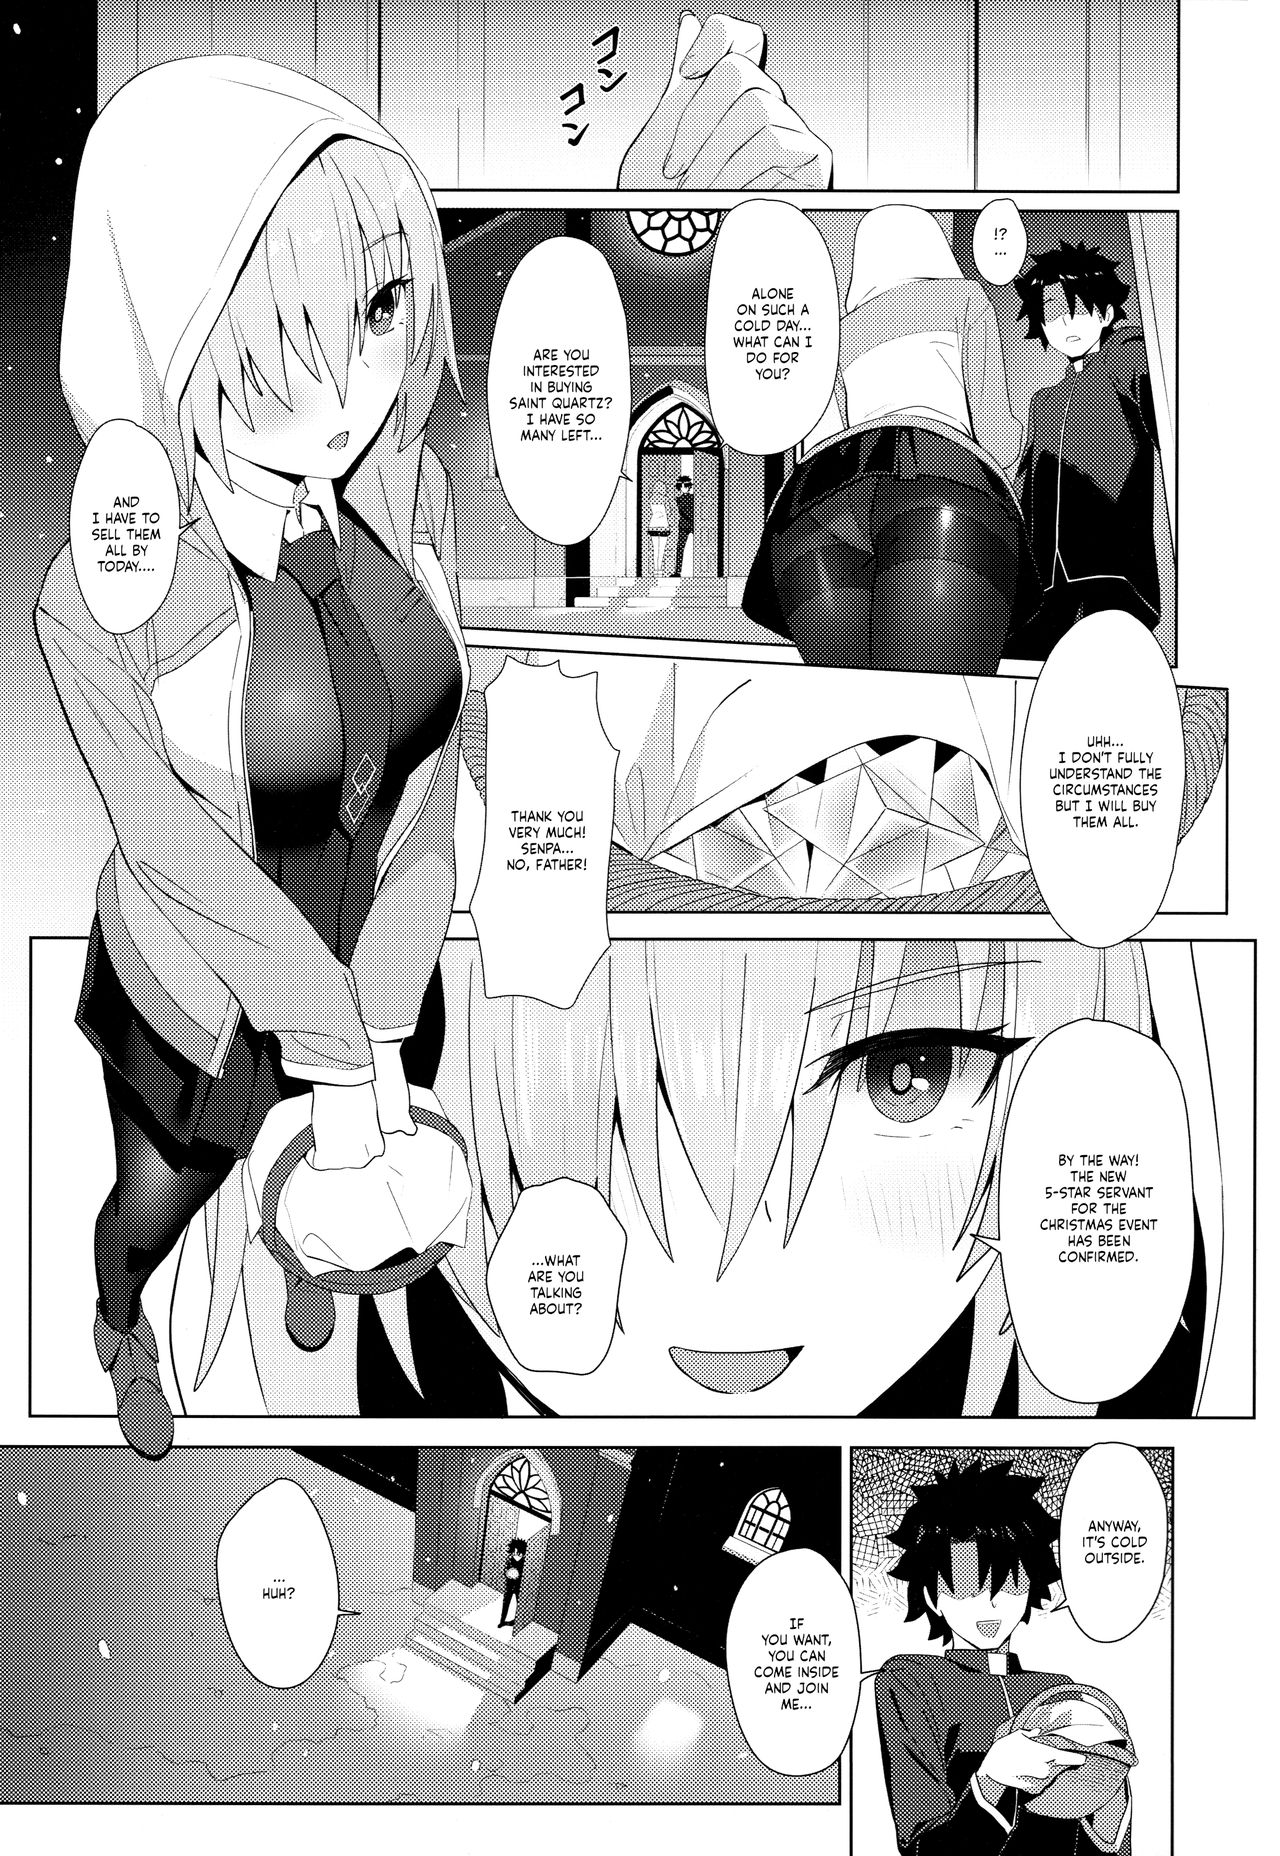 コン
コン
!?
...
ALONE
ON SUCH A
COLD DAY...
WHAT CAN I
DO FOR
YOU?
ARE YOU
INTERESTED
IN BUYING
SAINT QUARTZ?
I HAVE SO
MANY LEFT...
AND
I HAVE TO
SELL THEM
ALL BY
TODAY....
UHH...
I DON'T FULLY
UNDERSTAND THE
CIRCUMSTANCES
BUT I WILL BUY
THEM ALL.
THANK YOU
VERY MUCH!
SENPA...
NO, FATHER!
BY THE WAY!
THE NEW
5-STAR SERVANT
FOR THE
CHRISTMAS EVENT
HAS BEEN
CONFIRMED.
...WHAT
ARE YOU
TALKING
ABOUT?
ANYWAY,
IT'S COLD
OUTSIDE.
IF
YOU WANT,
YOU CAN
COME INSIDE
AND JOIN
ME...
...
HUH?